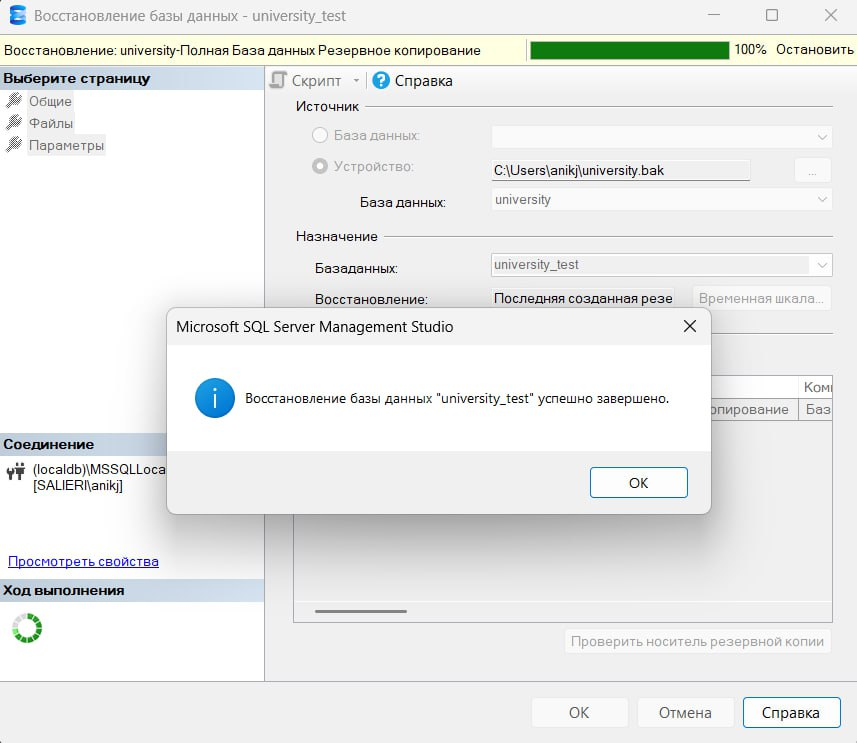 Восстановление базы данных - university_test
Восстановление: university-Полная База данных Резервное копирование
100% Остановить
Выберите страницу
Общие
Файлы
Параметры
Скрипт
Справка
Источник
База данных:
Устройство:
C:\Users\anikj\university.bak
...
База данных:
university
Назначение
Базаданных:
university_test
Восстановление:
Последняя созданная резе
Временная шкала...
Microsoft SQL Server Management Studio
Восстановление базы данных "university_test" успешно завершено.
OK
Соединение
(localdb)\MSSQLLoca
[SALIERI\anikj]
Просмотреть свойства
Ход выполнения
Проверить носитель резервной копии
OK
Отмена
Справка